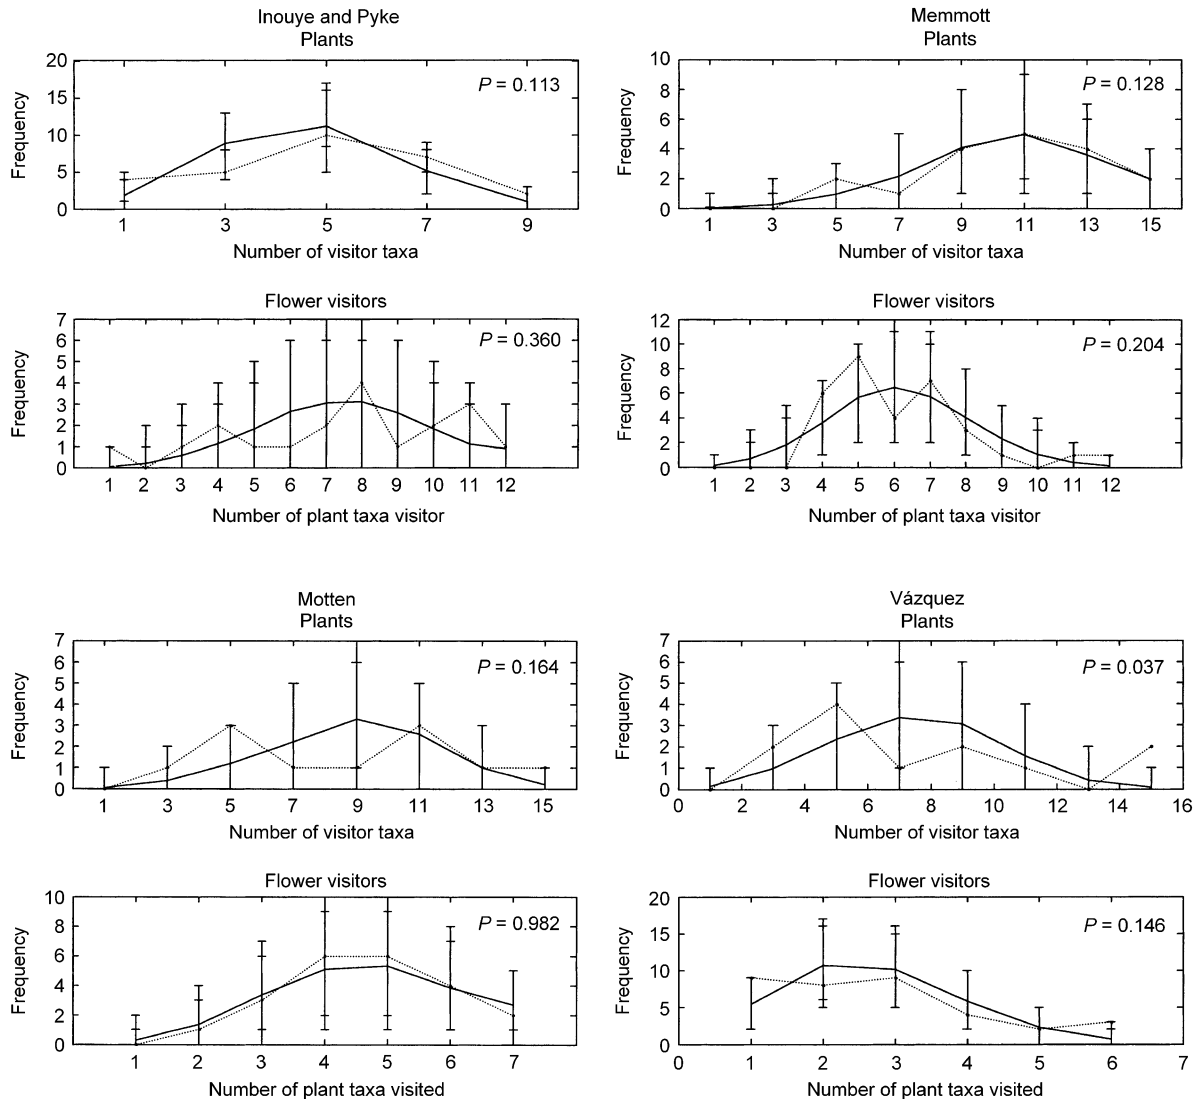 Inouye and Pyke
Plants
P = 0.113
Frequency
20
15
10
5
0
1 3 5 7 9
Number of visitor taxa
Memmott
Plants
P = 0.128
Frequency
10
8
6
4
2
0
1 3 5 7 9 11 13 15
Number of visitor taxa
Flower visitors
P = 0.360
Frequency
7
6
5
4
3
2
1
0
1 2 3 4 5 6 7 8 9 10 11 12
Number of plant taxa visitor
Flower visitors
P = 0.204
Frequency
12
10
8
6
4
2
0
1 2 3 4 5 6 7 8 9 10 11 12
Number of plant taxa visitor
Motten
Plants
P = 0.164
Frequency
7
6
5
4
3
2
1
0
1 3 5 7 9 11 13 15
Number of visitor taxa
Vázquez
Plants
P = 0.037
Frequency
7
6
5
4
3
2
1
0
0 2 4 6 8 10 12 14 16
Number of visitor taxa
Flower visitors
P = 0.982
Frequency
10
8
6
4
2
0
1 2 3 4 5 6 7
Number of plant taxa visited
Flower visitors
P = 0.146
Frequency
20
15
10
5
0
0 1 2 3 4 5 6 7
Number of plant taxa visited